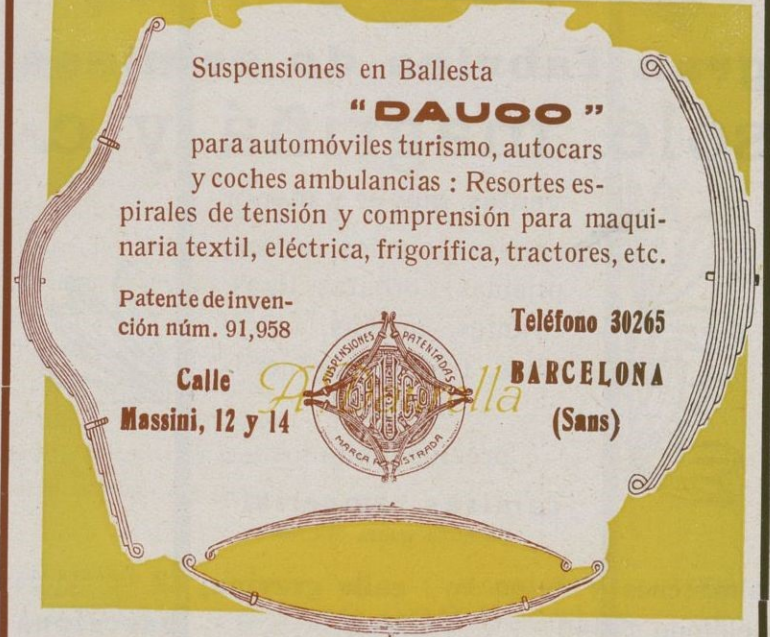 Suspensiones en Ballesta
"DAUCO"
para automóviles turismo, autocars
y coches ambulancias : Resortes es-
pirales de tensión y comprensión para maqui-
naria textil, eléctrica, frigorífica, tractores, etc.
Patente de inven-
ción núm. 91,958
Calle
Massini, 12 y 14
SUSPENSIONES PATENTADAS
MARCA
Teléfono 30265
BARCELONA
(Sans)